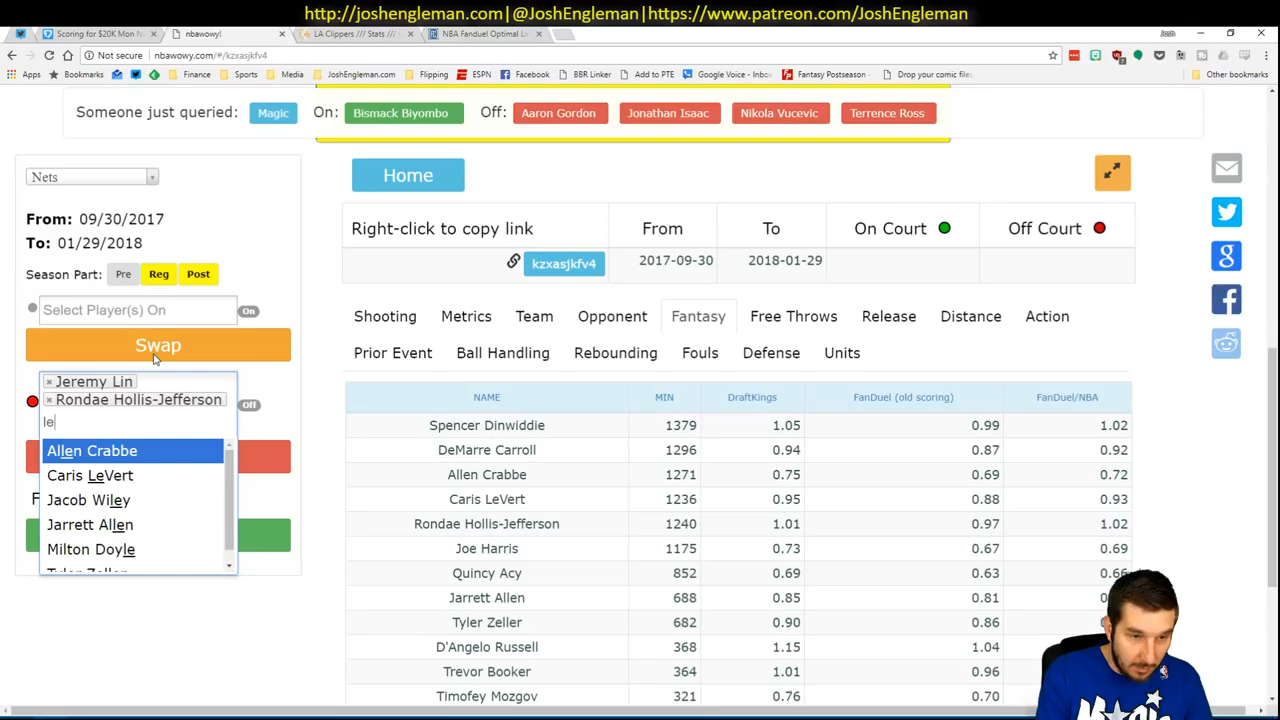 http://joshengleman.com|@JoshEngleman|https://www.patreon.com/JoshEngleman
Scoring for $20K Mon N
nbawowy!
LA Clippers /// Stats ///
NBA Fanduel Optimal Le
Josh
Not secure
nbawowy.com/#/kzxasjkfv4
Apps
Bookmarks
Finance
Sports
Media
JoshEngleman.com
Flipping
ESPN
Facebook
BBR Linker
Add to PTE
Google Voice - Inbo
Fantasy Postseason -
Drop your comic files
Other bookmarks
Someone just queried: Magic On: Bismack Biyombo Off: Aaron Gordon Jonathan Isaac Nikola Vucevic Terrence Ross
Nets
From: 09/30/2017
To: 01/29/2018
Season Part: Pre Reg Post
Select Player(s) On
On
Swap
× Jeremy Lin
× Rondae Hollis-Jefferson
Off
le
Allen Crabbe
Caris LeVert
Jacob Wiley
Jarrett Allen
Milton Doyle
Tyler Zeller
F
Home
Right-click to copy link From To On Court Off Court
kzxasjkfv4 2017-09-30 2018-01-29
Shooting Metrics Team Opponent Fantasy Free Throws Release Distance Action
Prior Event Ball Handling Rebounding Fouls Defense Units
NAME MIN DraftKings FanDuel (old scoring) FanDuel/NBA
Spencer Dinwiddie 1379 1.05 0.99 1.02
DeMarre Carroll 1296 0.94 0.87 0.92
Allen Crabbe 1271 0.75 0.69 0.72
Caris LeVert 1236 0.95 0.88 0.93
Rondae Hollis-Jefferson 1240 1.01 0.97 1.02
Joe Harris 1175 0.73 0.67 0.69
Quincy Acy 852 0.69 0.63 0.66
Jarrett Allen 688 0.85 0.81
Tyler Zeller 682 0.90 0.86
D'Angelo Russell 368 1.15 1.04
Trevor Booker 364 1.01 0.96
Timofey Mozgov 321 0.76 0.70